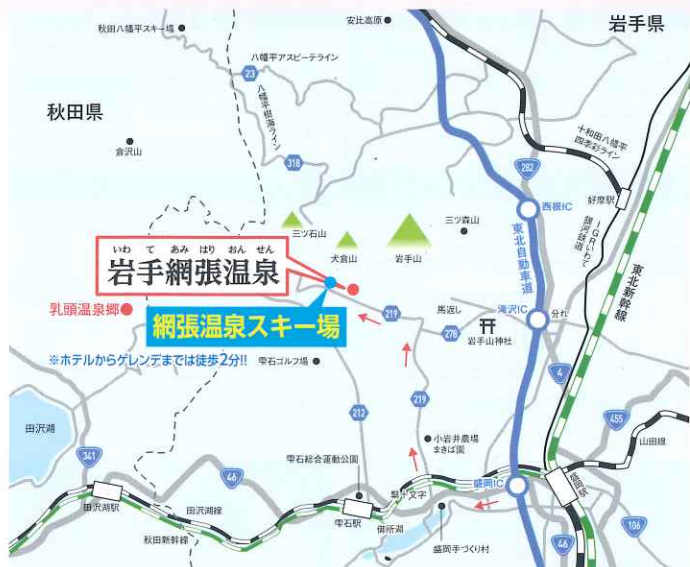 安比高原
岩手県
秋田八幡平スキー場
八幡平アスピーテライン
23
八幡平樹海ライン
秋田県
倉沢山
十和田八幡平
四季彩ライン
282
318
好摩駅
西根IC
三ツ森山
三ツ石山
犬倉山
岩手山
東北自動車道
IGRいわて
銀河鉄道
東北新幹線
いわてあみはりおんせん
岩手網張温泉
乳頭温泉郷
網張温泉スキー場
219
馬返し
278
岩手山神社
滝沢IC
分れ
※ホテルからゲレンデまでは徒歩2分!!
雫石ゴルフ場
4
219
212
田沢湖
455
小岩井農場
まきば園
山田線
341
46
雫石総合運動公園
繋十文字
盛岡IC
盛岡駅
田沢湖駅
田沢湖線
雫石駅
御所湖
秋田新幹線
盛岡手づくり村
46
106